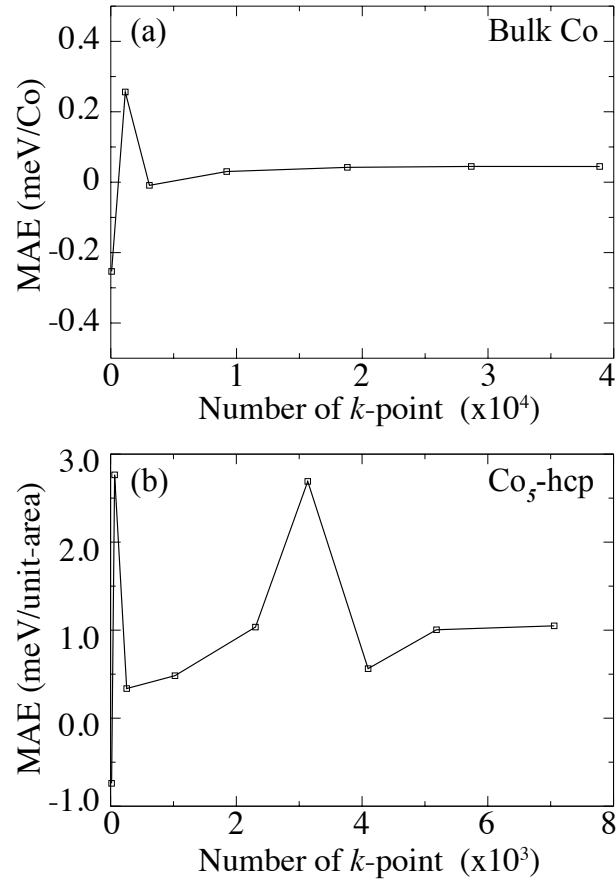 (a) Bulk Co
0.4
0.2
0
-0.2
-0.4
MAE (meV/Co)
0 1 2 3 4
Number of k-point (x10⁴)
(b) Co₅-hcp
3.0
2.0
1.0
0.0
-1.0
MAE (meV/unit-area)
0 2 4 6 8
Number of k-point (x10³)